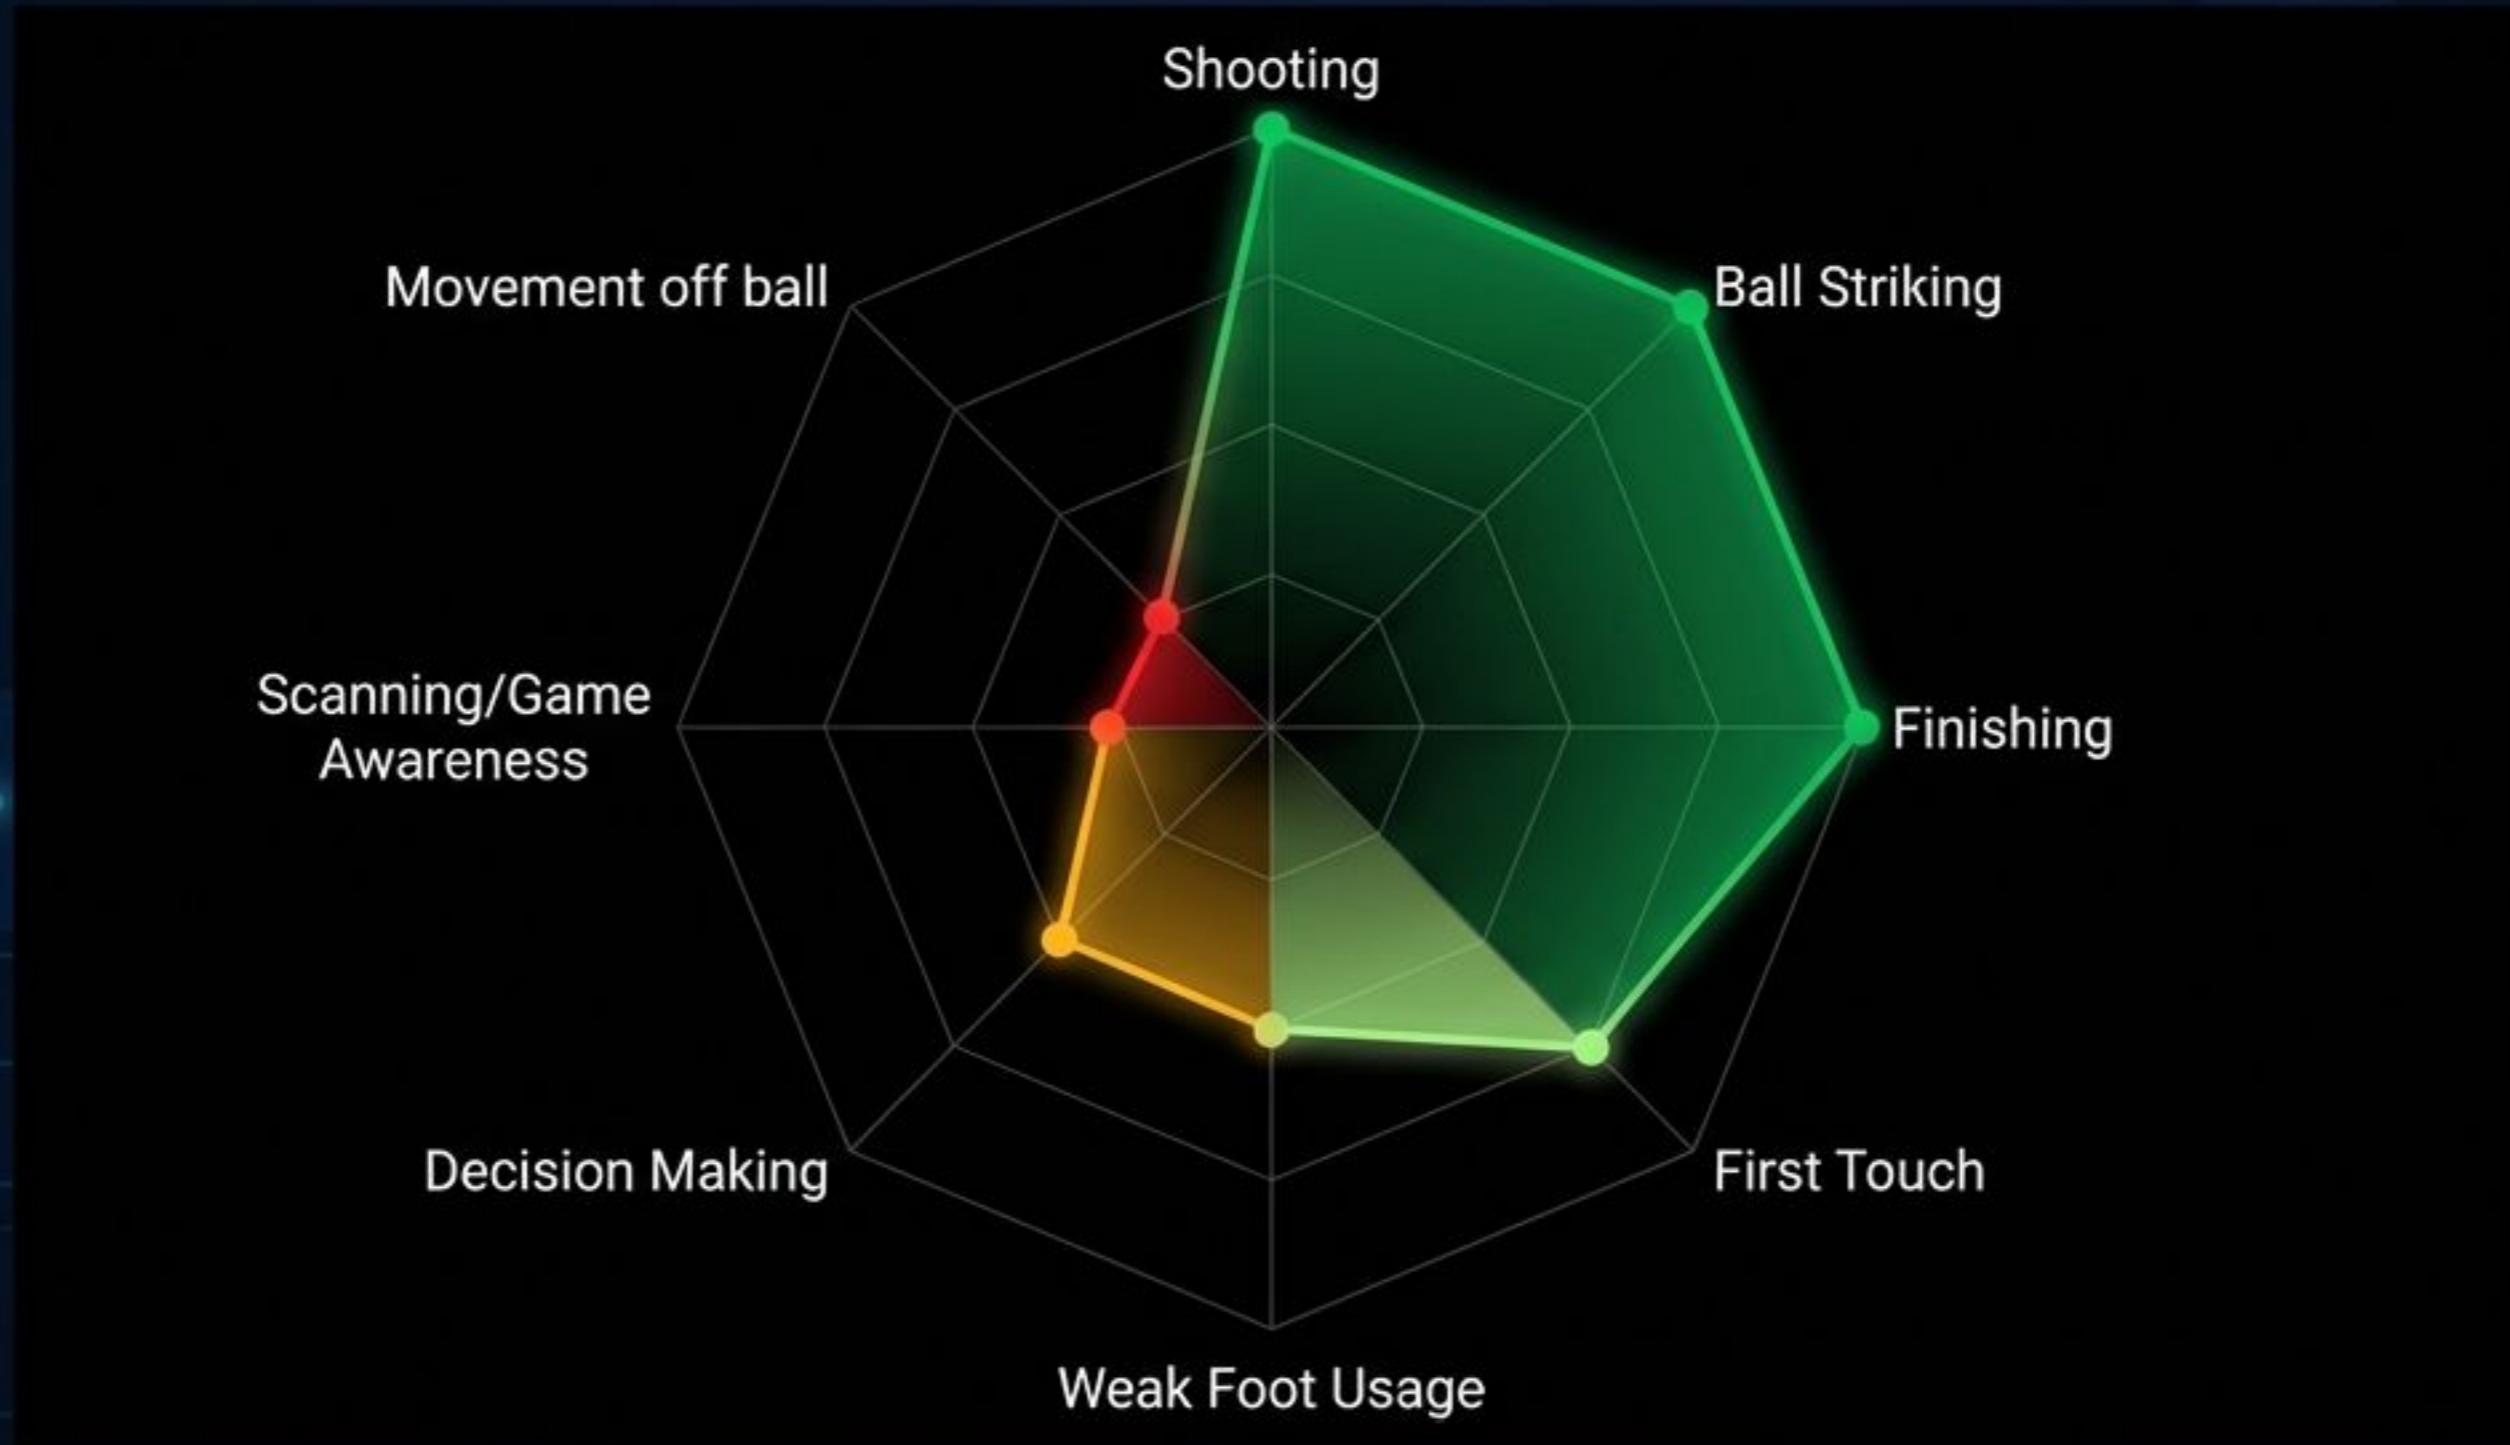 Shooting
Movement off ball
Ball Striking
Scanning/Game
Awareness
Finishing
Decision Making
First Touch
Weak Foot Usage